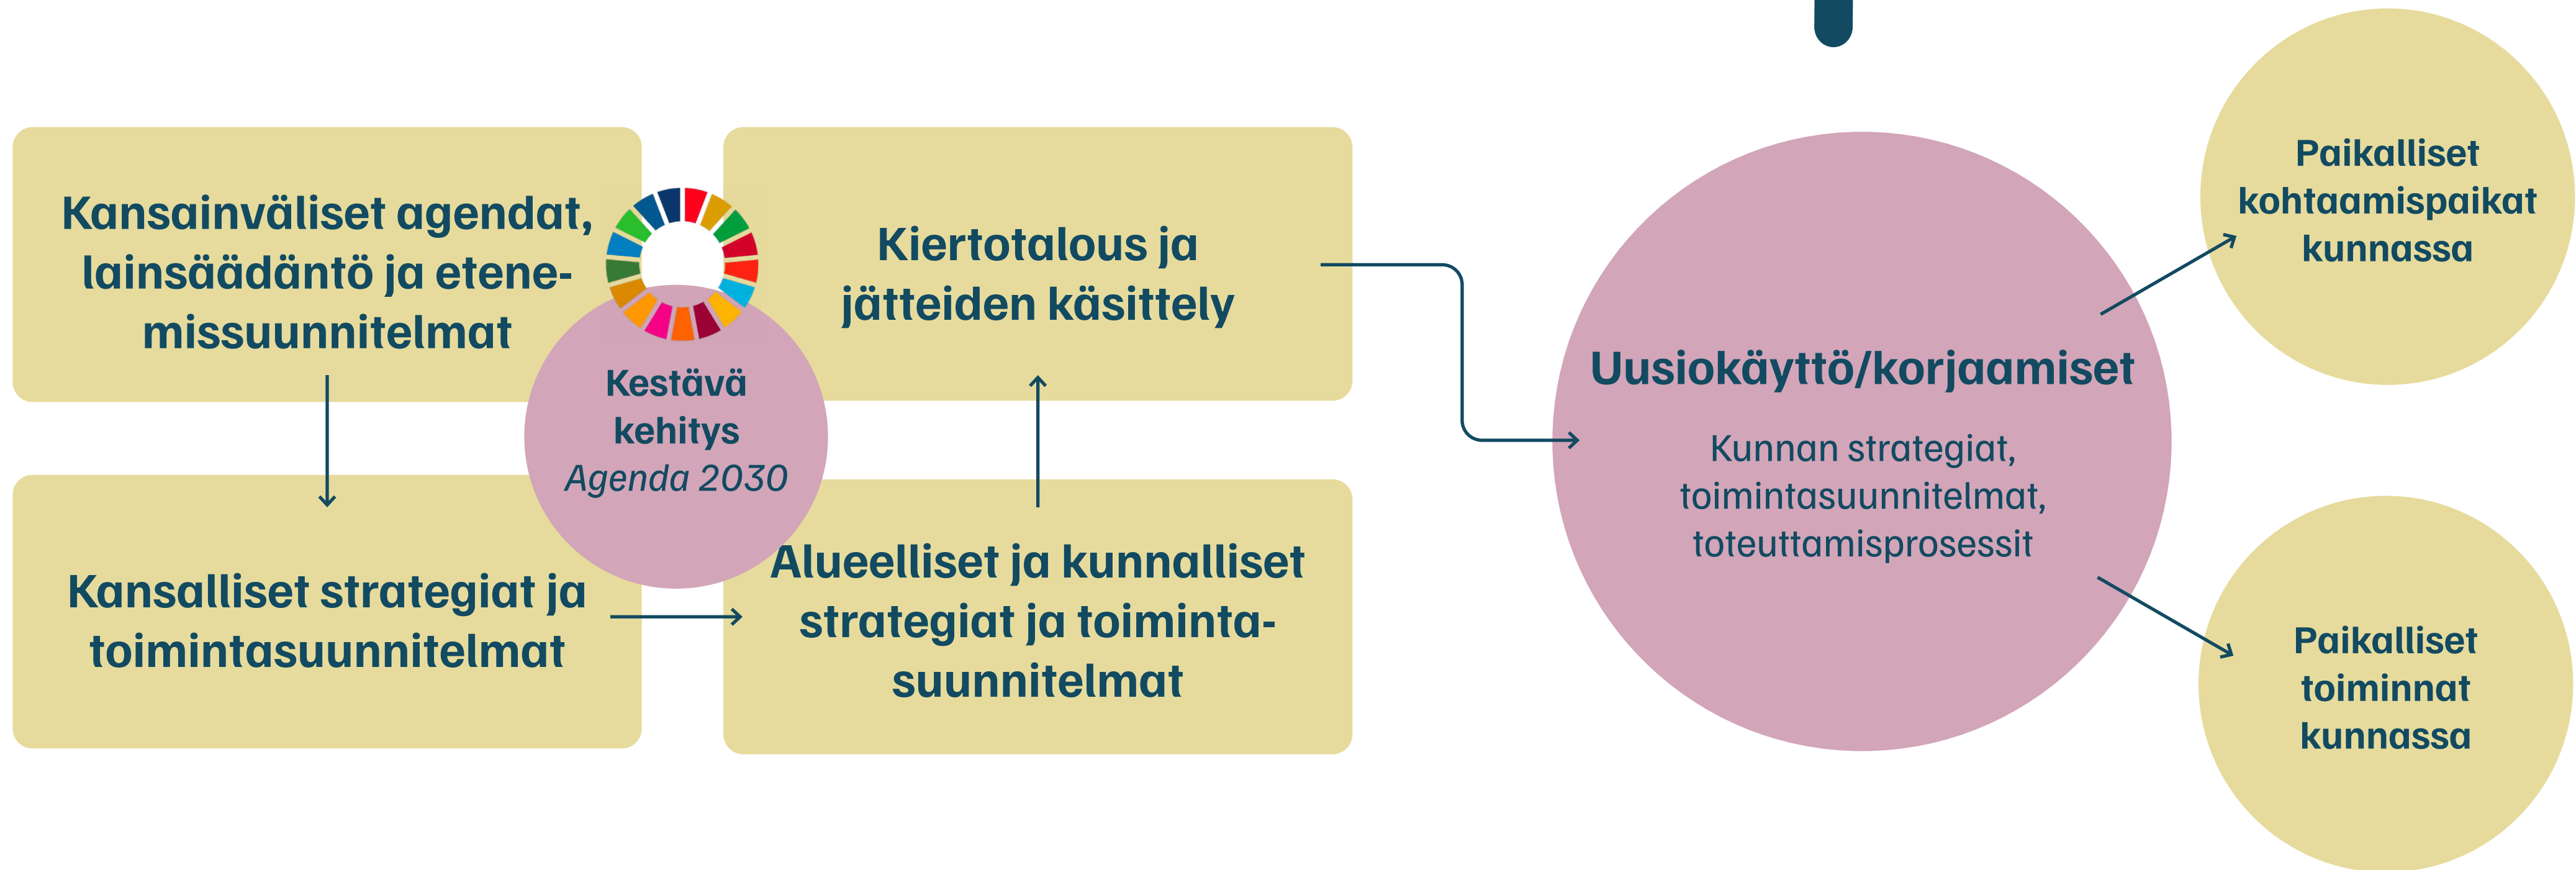 Kansainväliset agendat,
lainsäädäntö ja etene-
missuunnitelmat
Kestävä
kehitys
Agenda 2030
Kiertotalous ja
jätteiden käsittely
Kansalliset strategiat ja
toimintasuunnitelmat
Alueelliset ja kunnalliset
strategiat ja toiminta-
suunnitelmat
Uusiokäyttö/korjaamiset
Kunnan strategiat,
toimintasuunnitelmat,
toteuttamisprosessit
Paikalliset
kohtaamispaikat
kunnassa
Paikalliset
toiminnat
kunnassa